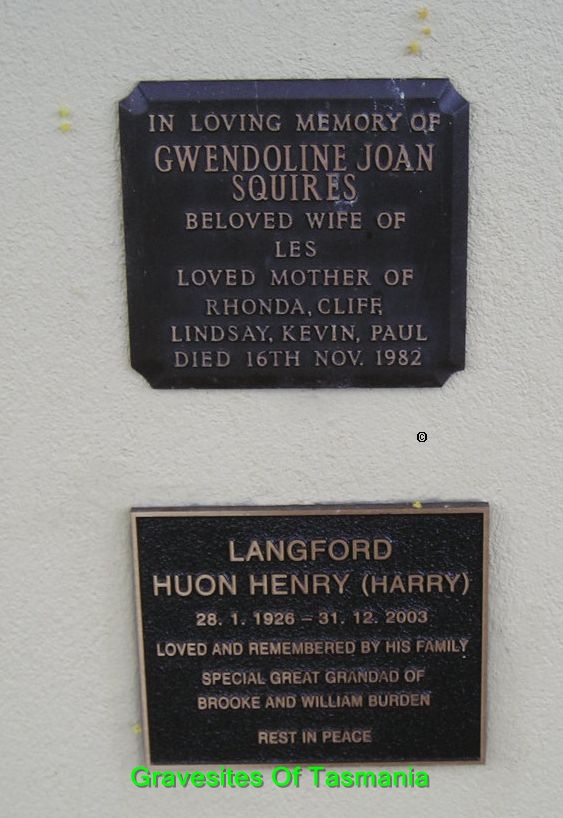 IN LOVING MEMORY OF
GWENDOLINE JOAN
SQUIRES
BELOVED WIFE OF
LES
LOVED MOTHER OF
RHONDA, CLIFF,
LINDSAY, KEVIN, PAUL
DIED 16TH NOV. 1982
©
LANGFORD
HUON HENRY (HARRY)
28. 1. 1926 – 31. 12. 2003
LOVED AND REMEMBERED BY HIS FAMILY
SPECIAL GREAT GRANDAD OF
BROOKE AND WILLIAM BURDEN
REST IN PEACE
Gravesites Of Tasmania